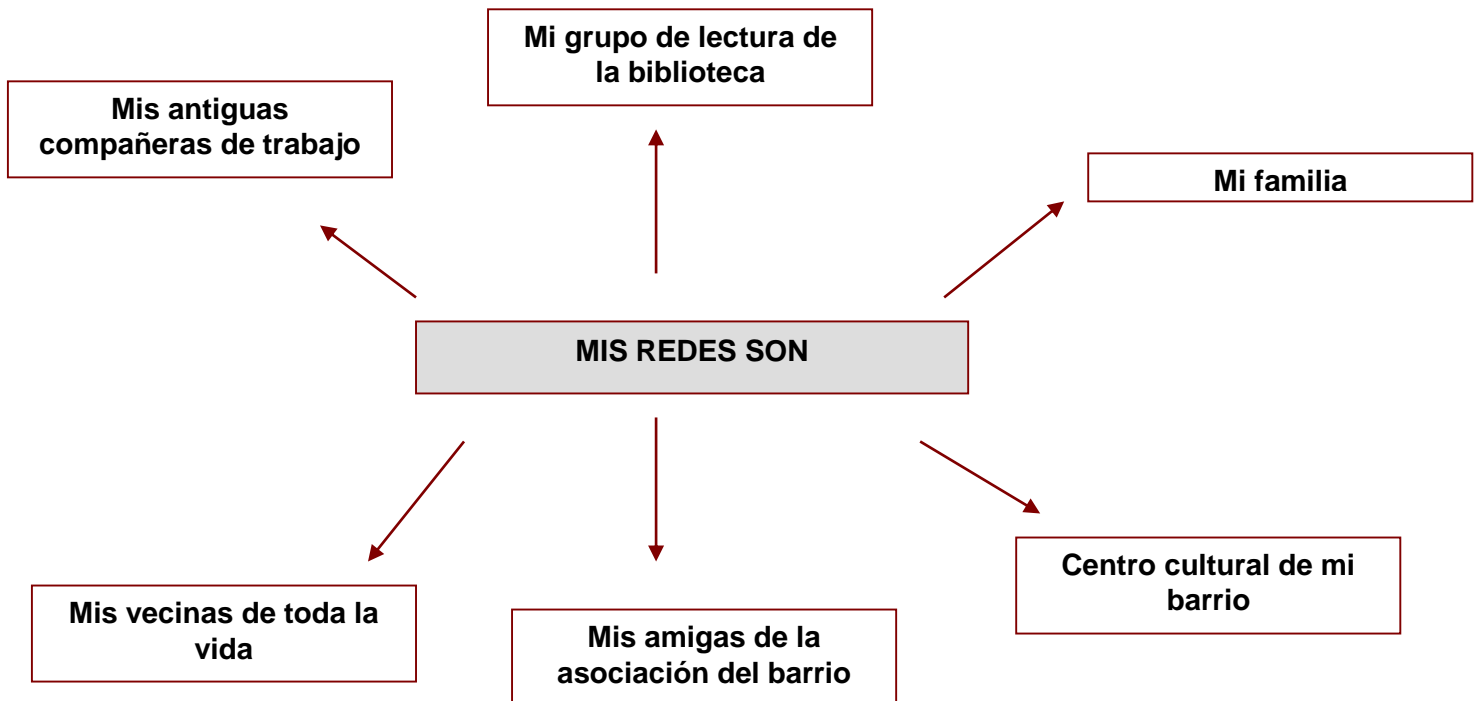 Mi grupo de lectura de
la biblioteca
Mis antiguas
compañeras de trabajo
Mi familia
MIS REDES SON
Centro cultural de mi
barrio
Mis vecinas de toda la
vida
Mis amigas de la
asociación del barrio